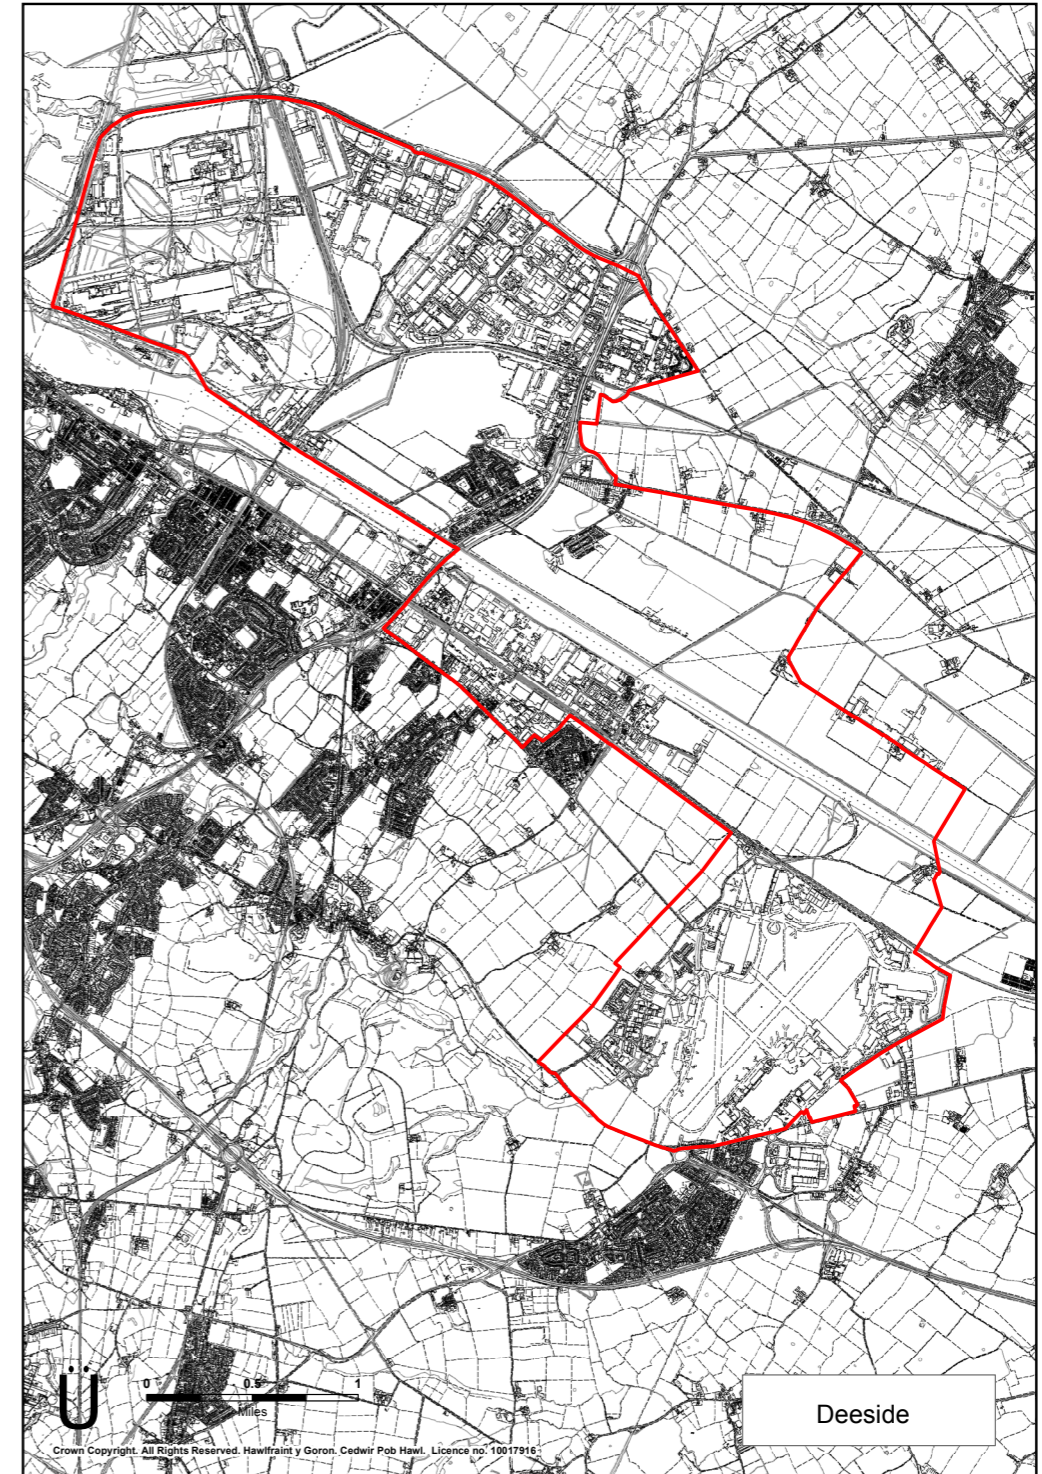 Ü
0 0.5 1
Miles
Crown Copyright. All Rights Reserved. Hawlfraint y Goron. Cedwir Pob Hawl. Licence no. 10017916
Deeside